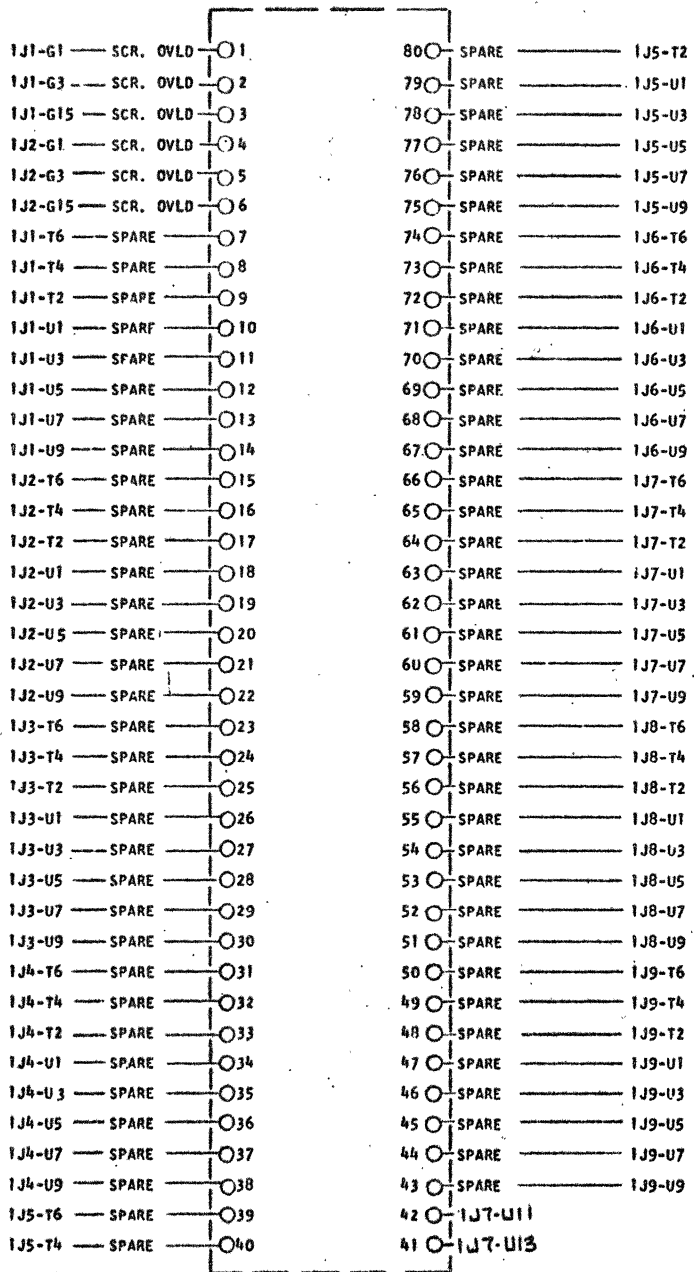 1J1-G1 SCR. OVLD 1 80 SPARE 1J5-T2
1J1-G3 SCR. OVLD 2 79 SPARE 1J5-U1
1J1-G15 SCR. OVLD 3 78 SPARE 1J5-U3
1J2-G1 SCR. OVLD 4 77 SPARE 1J5-U5
1J2-G3 SCR. OVLD 5 76 SPARE 1J5-U7
1J2-G15 SCR. OVLD 6 75 SPARE 1J5-U9
1J1-T6 SPARE 7 74 SPARE 1J6-T6
1J1-T4 SPARE 8 73 SPARE 1J6-T4
1J1-T2 SPARE 9 72 SPARE 1J6-T2
1J1-U1 SPARE 10 71 SPARE 1J6-U1
1J1-U3 SPARE 11 70 SPARE 1J6-U3
1J1-U5 SPARE 12 69 SPARE 1J6-U5
1J1-U7 SPARE 13 68 SPARE 1J6-U7
1J1-U9 SPARE 14 67 SPARE 1J6-U9
1J2-T6 SPARE 15 66 SPARE 1J7-T6
1J2-T4 SPARE 16 65 SPARE 1J7-T4
1J2-T2 SPARE 17 64 SPARE 1J7-T2
1J2-U1 SPARE 18 63 SPARE 1J7-U1
1J2-U3 SPARE 19 62 SPARE 1J7-U3
1J2-U5 SPARE 20 61 SPARE 1J7-U5
1J2-U7 SPARE 21 60 SPARE 1J7-U7
1J2-U9 SPARE 22 59 SPARE 1J7-U9
1J3-T6 SPARE 23 58 SPARE 1J8-T6
1J3-T4 SPARE 24 57 SPARE 1J8-T4
1J3-T2 SPARE 25 56 SPARE 1J8-T2
1J3-U1 SPARE 26 55 SPARE 1J8-U1
1J3-U3 SPARE 27 54 SPARE 1J8-U3
1J3-U5 SPARE 28 53 SPARE 1J8-U5
1J3-U7 SPARE 29 52 SPARE 1J8-U7
1J3-U9 SPARE 30 51 SPARE 1J8-U9
1J4-T6 SPARE 31 50 SPARE 1J9-T6
1J4-T4 SPARE 32 49 SPARE 1J9-T4
1J4-T2 SPARE 33 48 SPARE 1J9-T2
1J4-U1 SPARE 34 47 SPARE 1J9-U1
1J4-U3 SPARE 35 46 SPARE 1J9-U3
1J4-U5 SPARE 36 45 SPARE 1J9-U5
1J4-U7 SPARE 37 44 SPARE 1J9-U7
1J4-U9 SPARE 38 43 SPARE 1J9-U9
1J5-T6 SPARE 39 42 1J7-U11
1J5-T4 SPARE 40 41 1J7-U13